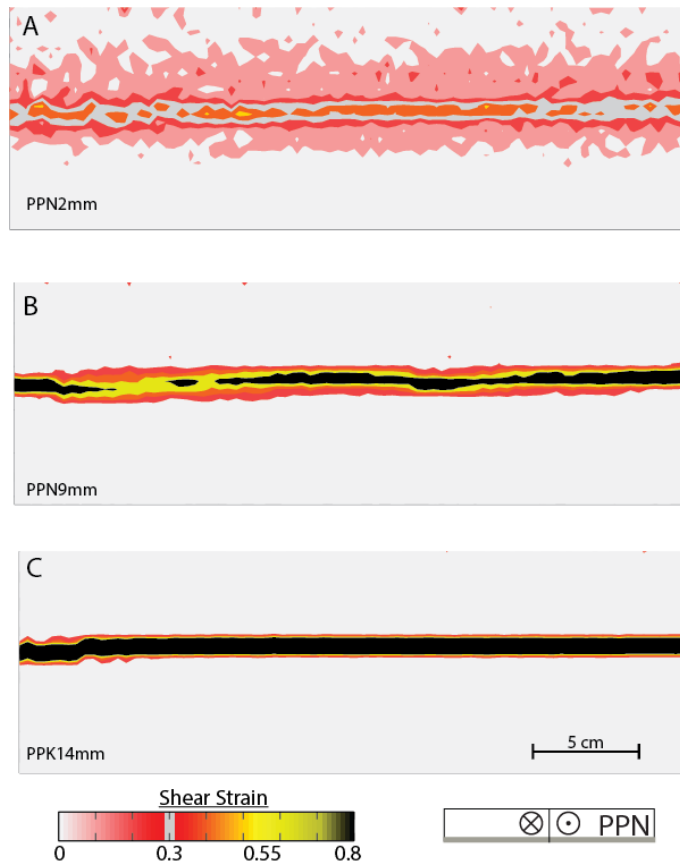 A
PPN2mm
B
PPN9mm
C
PPK14mm
5 cm
Shear Strain
0 0.3 0.55 0.8
PPN